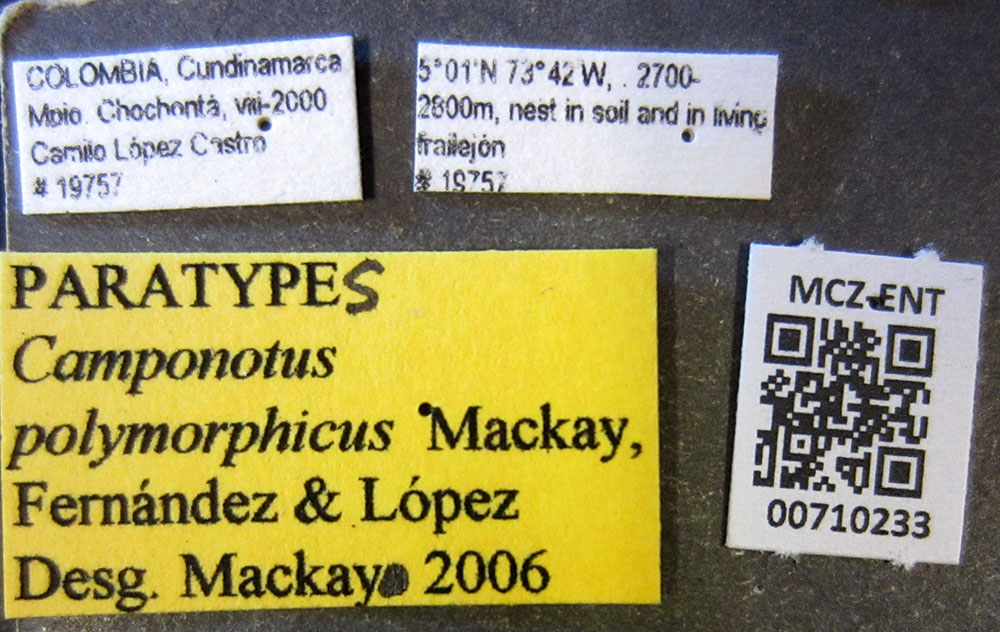 COLOMBIA, Cundinamarca
Mpio. Chochontá, viii-2000
Camilo López Castro
# 19757
5°01'N 73°42'W, . 2700-
2800m, nest in soil and in living
frailejón
# 19757
PARATYPES
Camponotus
polymorphicus Mackay,
Fernández & López
Desg. Mackay 2006
MCZ-ENT
00710233